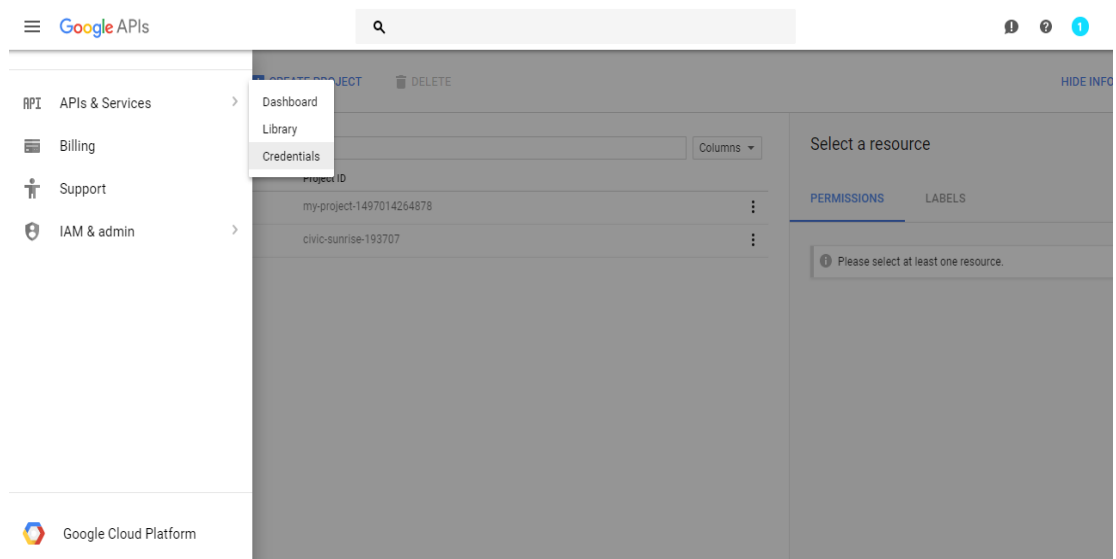 Google APIs
1
CREATE PROJECT
DELETE
HIDE INFO
API APIs & Services
Dashboard
Library
Credentials
Billing
Support
IAM & admin
Columns
Project ID
my-project-1497014264878
civic-sunrise-193707
Select a resource
PERMISSIONS LABELS
Please select at least one resource.
Google Cloud Platform